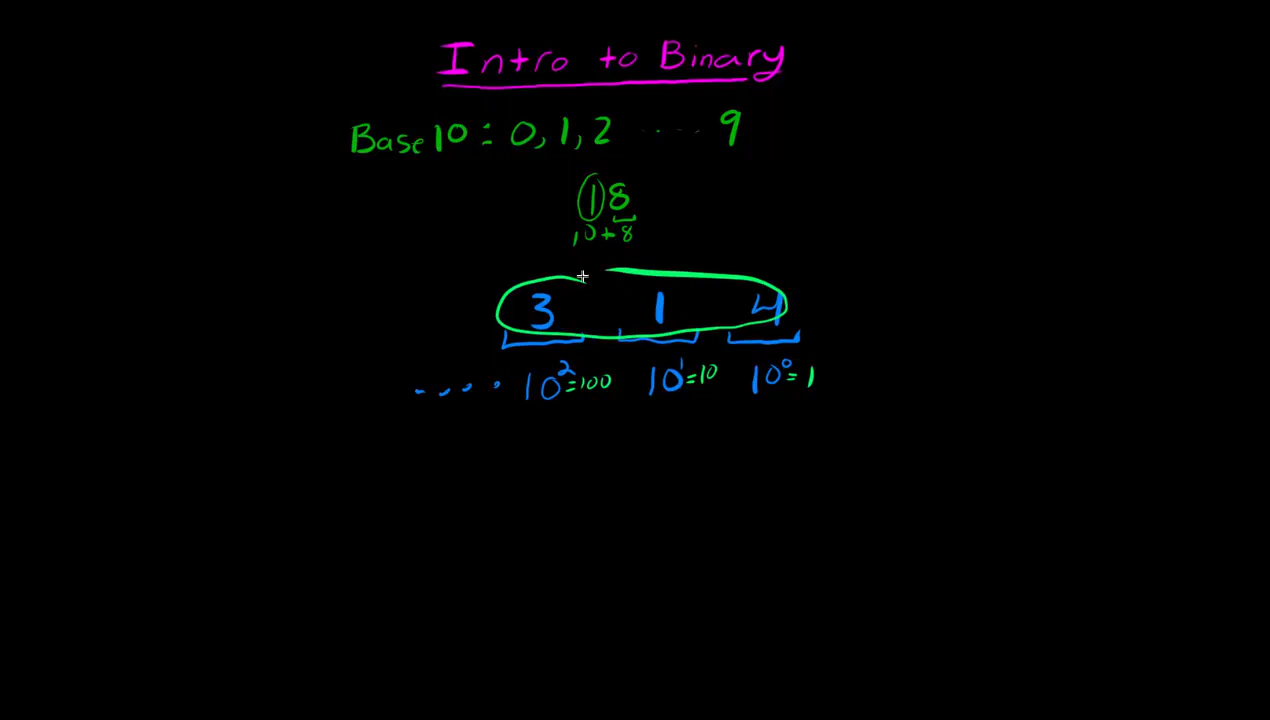 Intro to Binary
Base 10 : 0, 1, 2 ..... 9
18
10+8
3 1 4
.... 10²=100 10¹=10 10⁰=1